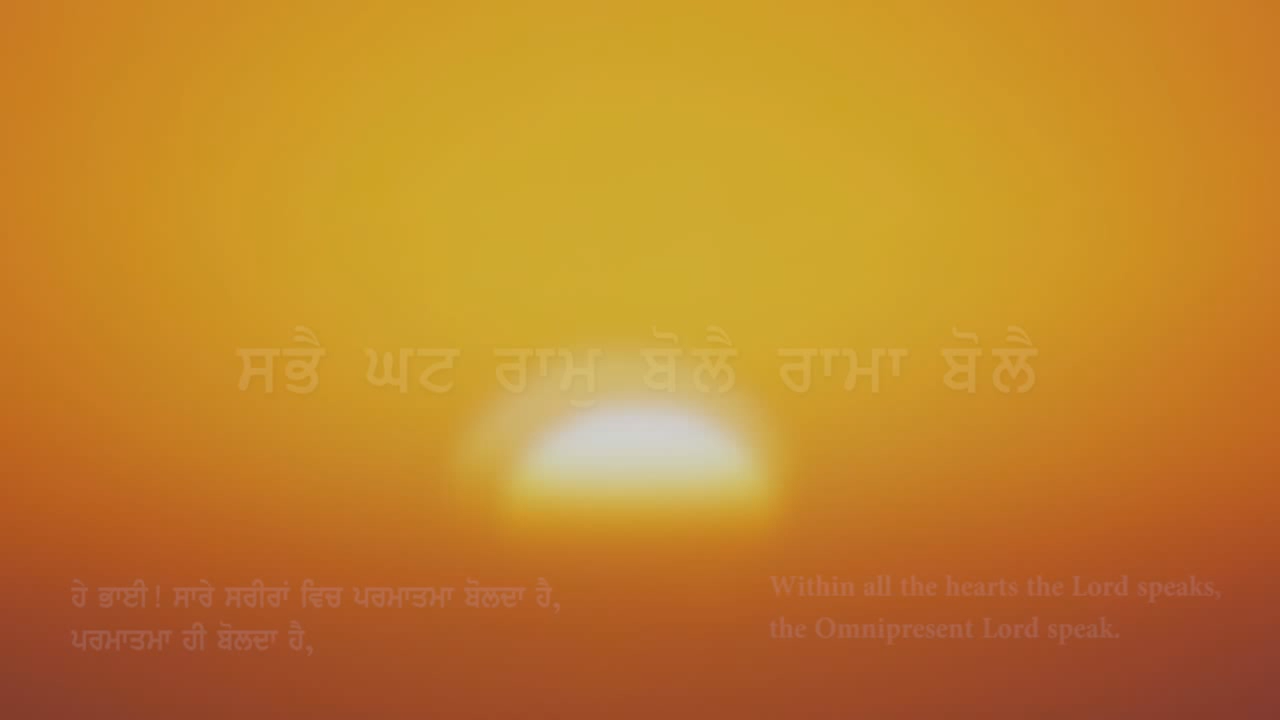 ਸਭੈ ਘਟ ਰਾਮੁ ਬੋਲੈ ਰਾਮਾ ਬੋਲੈ
ਹੇ ਭਾਈ! ਸਾਰੇ ਸਰੀਰਾਂ ਵਿਚ ਪਰਮਾਤਮਾ ਬੋਲਦਾ ਹੈ,
ਪਰਮਾਤਮਾ ਹੀ ਬੋਲਦਾ ਹੈ,
Within all the hearts the Lord speaks,
the Omnipresent Lord speak.